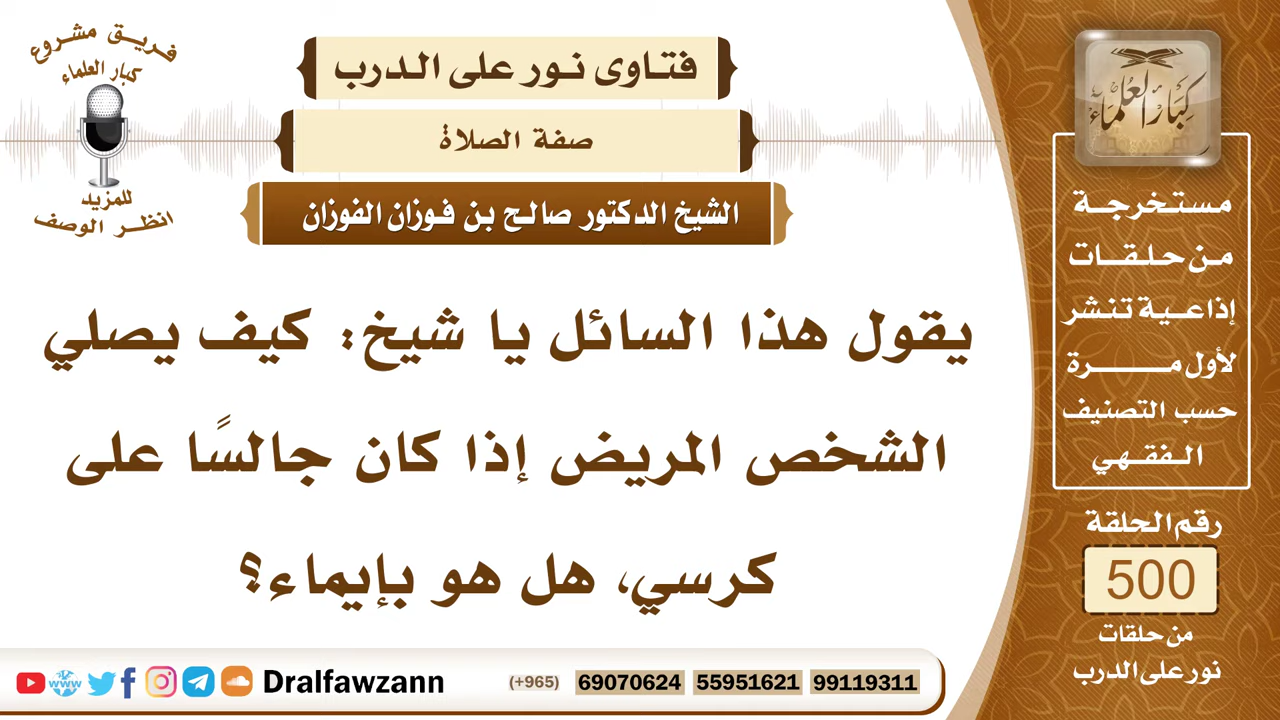 فريق مشروع
كبار العلماء
للمزيد
انظر الوصف
فتاوى نور على الدرب
صفة الصلاة
الشيخ الدكتور صالح بن فوزان الفوزان
يقول هذا السائل يا شيخ: كيف يصلي
الشخص المريض إذا كان جالسًا على
كرسي، هل هو بإيماء؟
كبار العلماء
مستخرجة
من حلقات
إذاعية تنشر
لأول مرة
حسب التصنيف
الفقهي
رقم الحلقة
500
من حلقات
نور على الدرب
www
Dralfawzann
(+965) 69070624 55951621 99119311